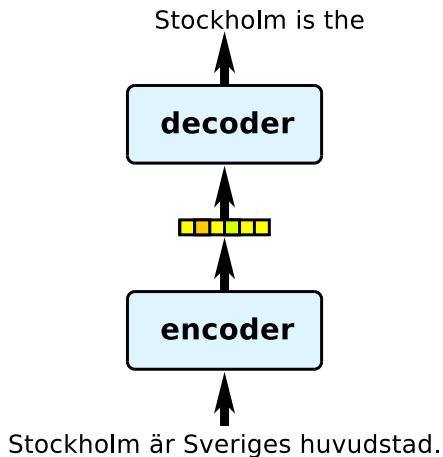 Stockholm is the
decoder
encoder
Stockholm är Sveriges huvudstad.